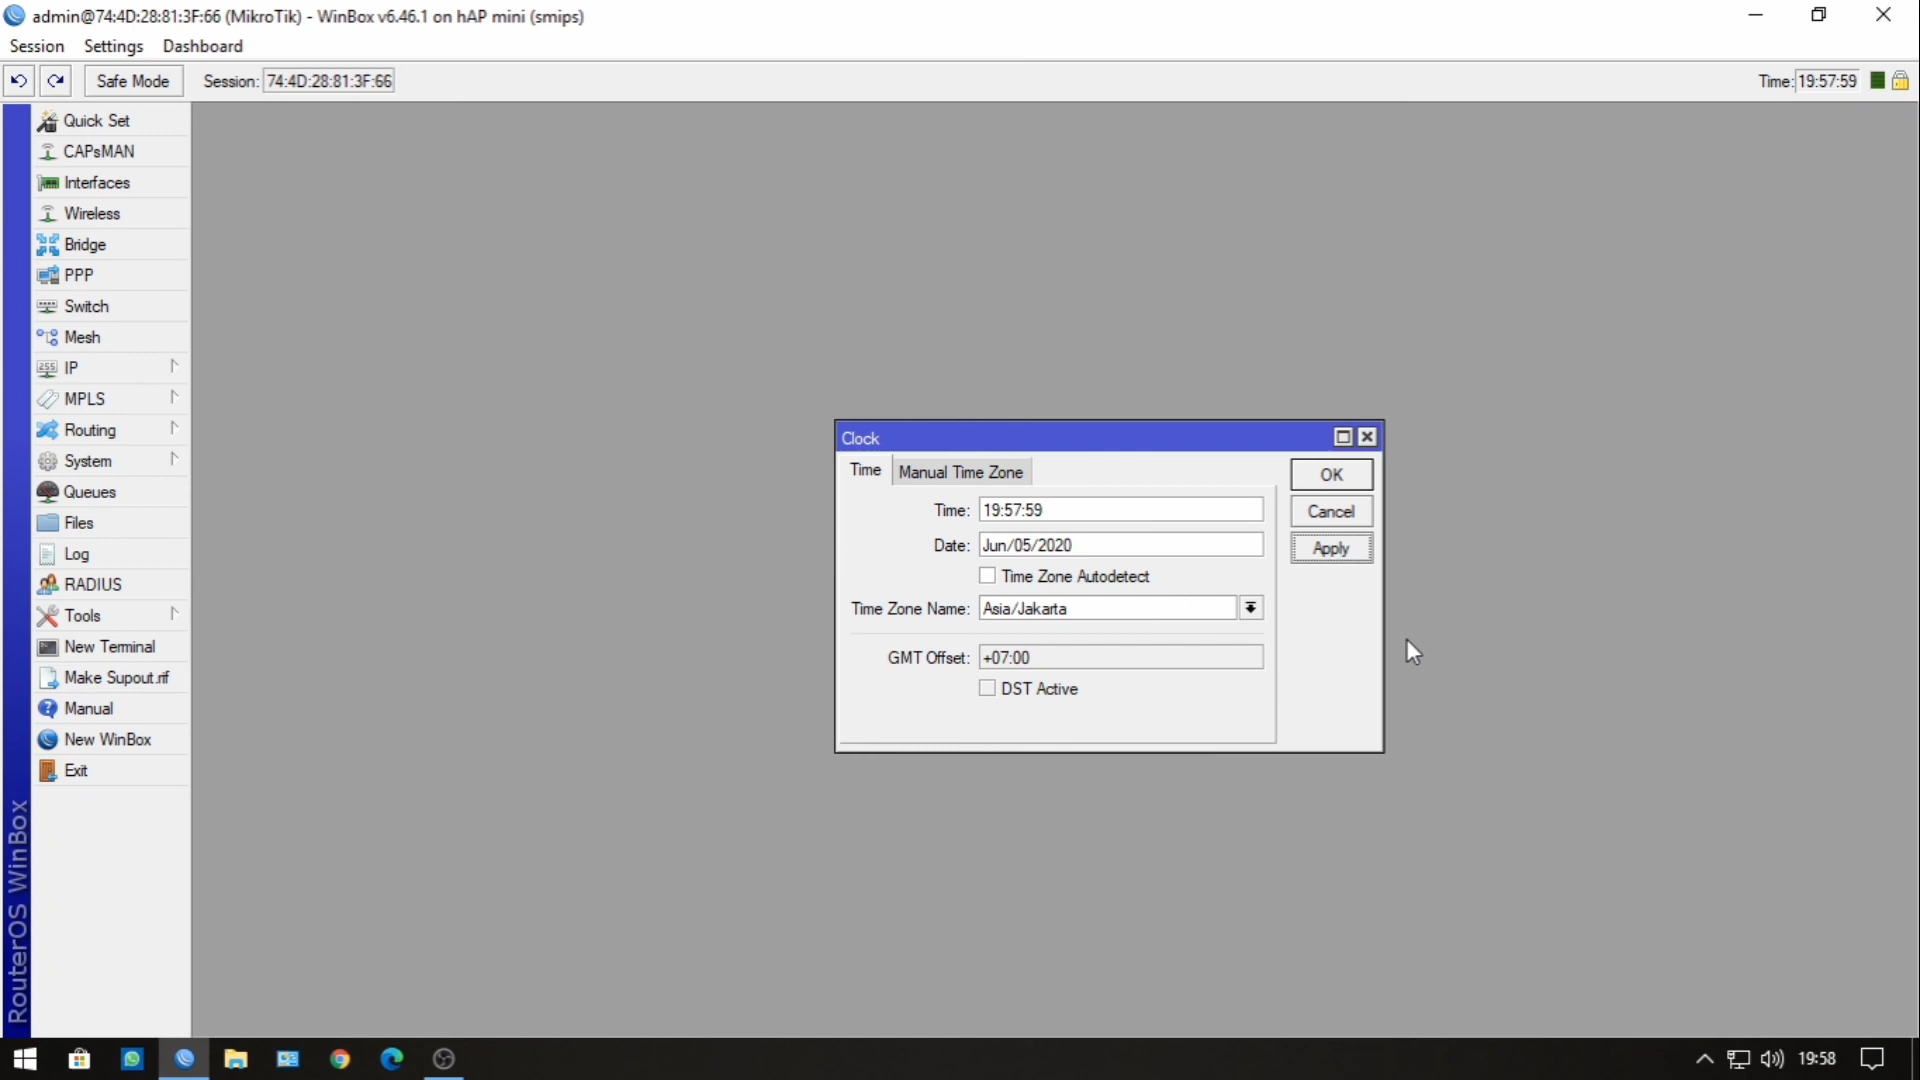 admin@74:4D:28:81:3F:66 (MikroTik) - WinBox v6.46.1 on hAP mini (smips)
Session Settings Dashboard
Safe Mode Session: 74:4D:28:81:3F:66 Time: 19:57:59
Quick Set
CAPsMAN
Interfaces
Wireless
Bridge
PPP
Switch
Mesh
255 IP
MPLS
Routing
System
Queues
Files
Log
RADIUS
Tools
New Terminal
Make Supout.rif
Manual
New WinBox
Exit
RouterOS WinBox
Clock
Time Manual Time Zone
Time: 19:57:59
Date: Jun/05/2020
Time Zone Autodetect
Time Zone Name: Asia/Jakarta
GMT Offset: +07:00
DST Active
OK
Cancel
Apply
19:58